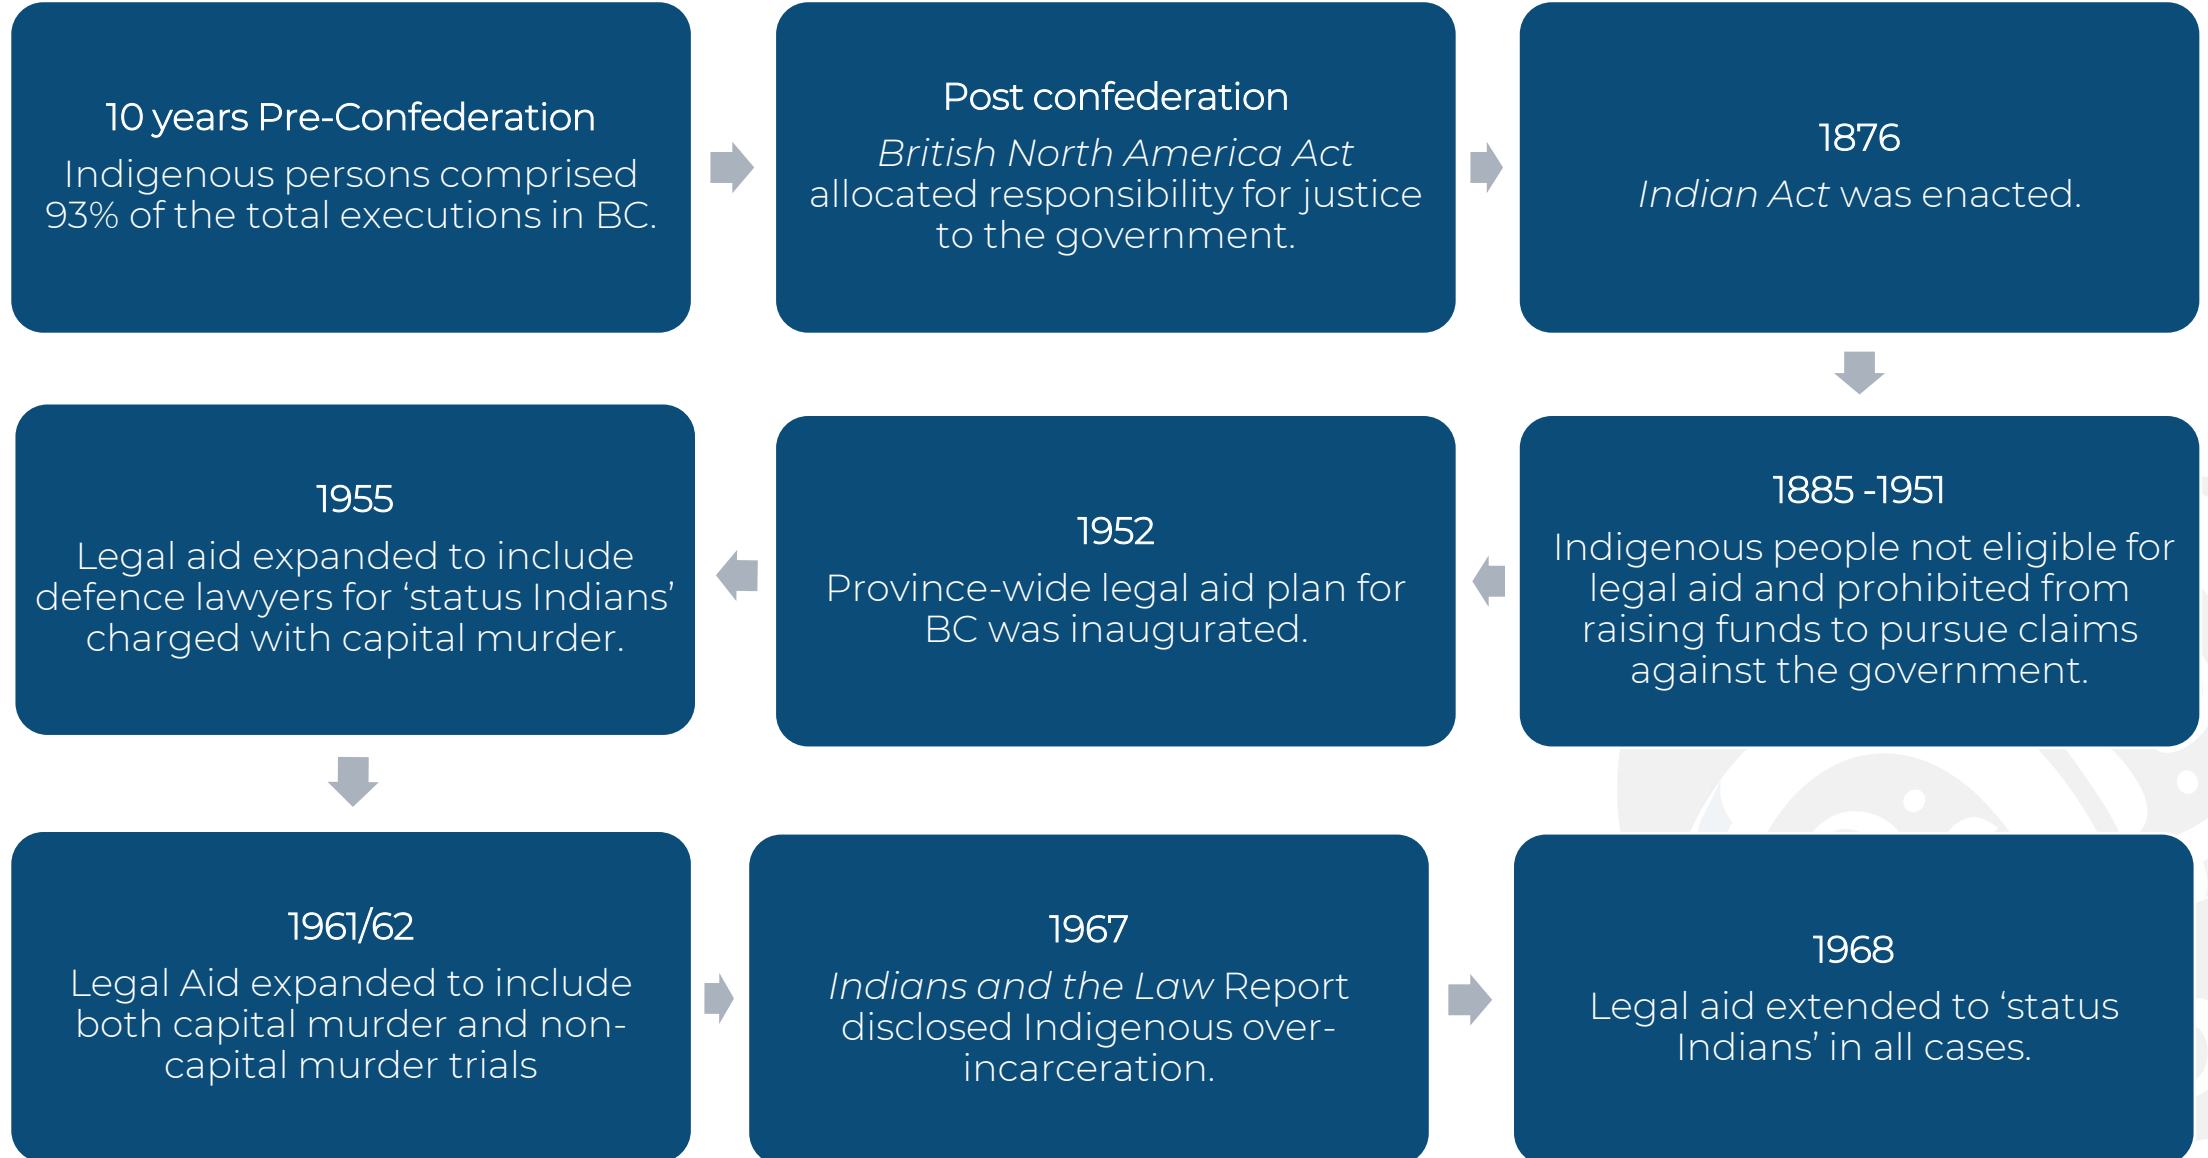 10 years Pre-Confederation
Indigenous persons comprised
93% of the total executions in BC.
Post confederation
British North America Act
allocated responsibility for justice
to the government.
1876
Indian Act was enacted.
1885 -1951
Indigenous people not eligible for
legal aid and prohibited from
raising funds to pursue claims
against the government.
1952
Province-wide legal aid plan for
BC was inaugurated.
1955
Legal aid expanded to include
defence lawyers for ‘status Indians’
charged with capital murder.
1961/62
Legal Aid expanded to include
both capital murder and non-
capital murder trials
1967
Indians and the Law Report
disclosed Indigenous over-
incarceration.
1968
Legal aid extended to ‘status
Indians’ in all cases.